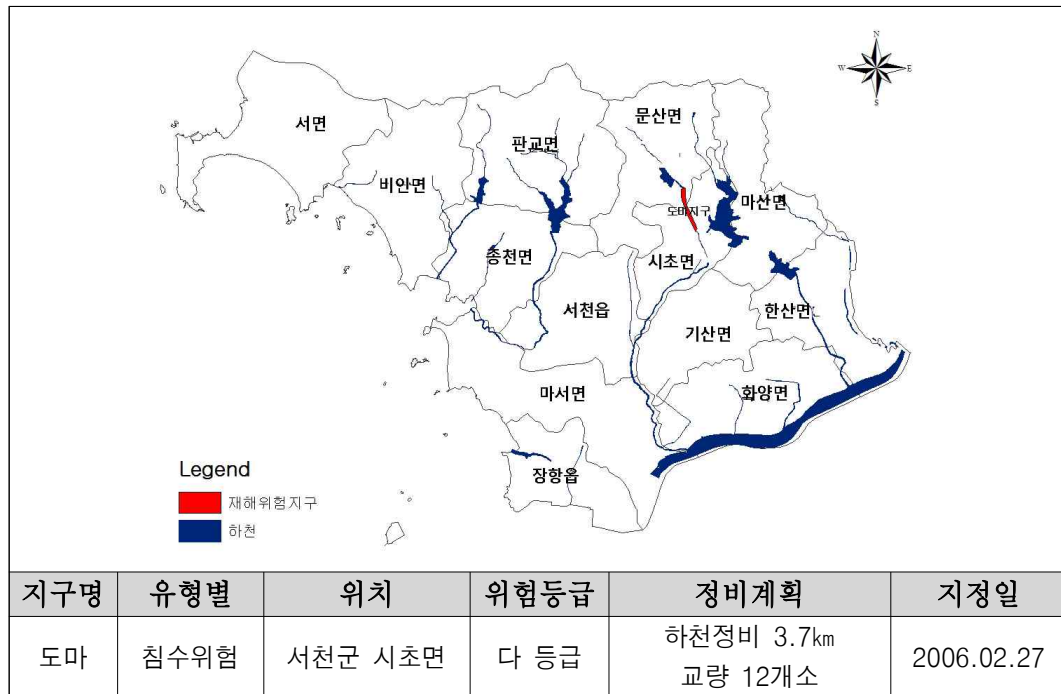 N
W E
S
서면
문산면
판교면
비안면
마산면
도마지구
종천면
시초면
서천읍
한산면
기산면
마서면
화양면
장항읍
Legend
재해위험지구
하천
지구명 유형별 위치 위험등급 정비계획 지정일
도마 침수위험 서천군 시초면 다 등급 하천정비 3.7㎞ 2006.02.27
교량 12개소